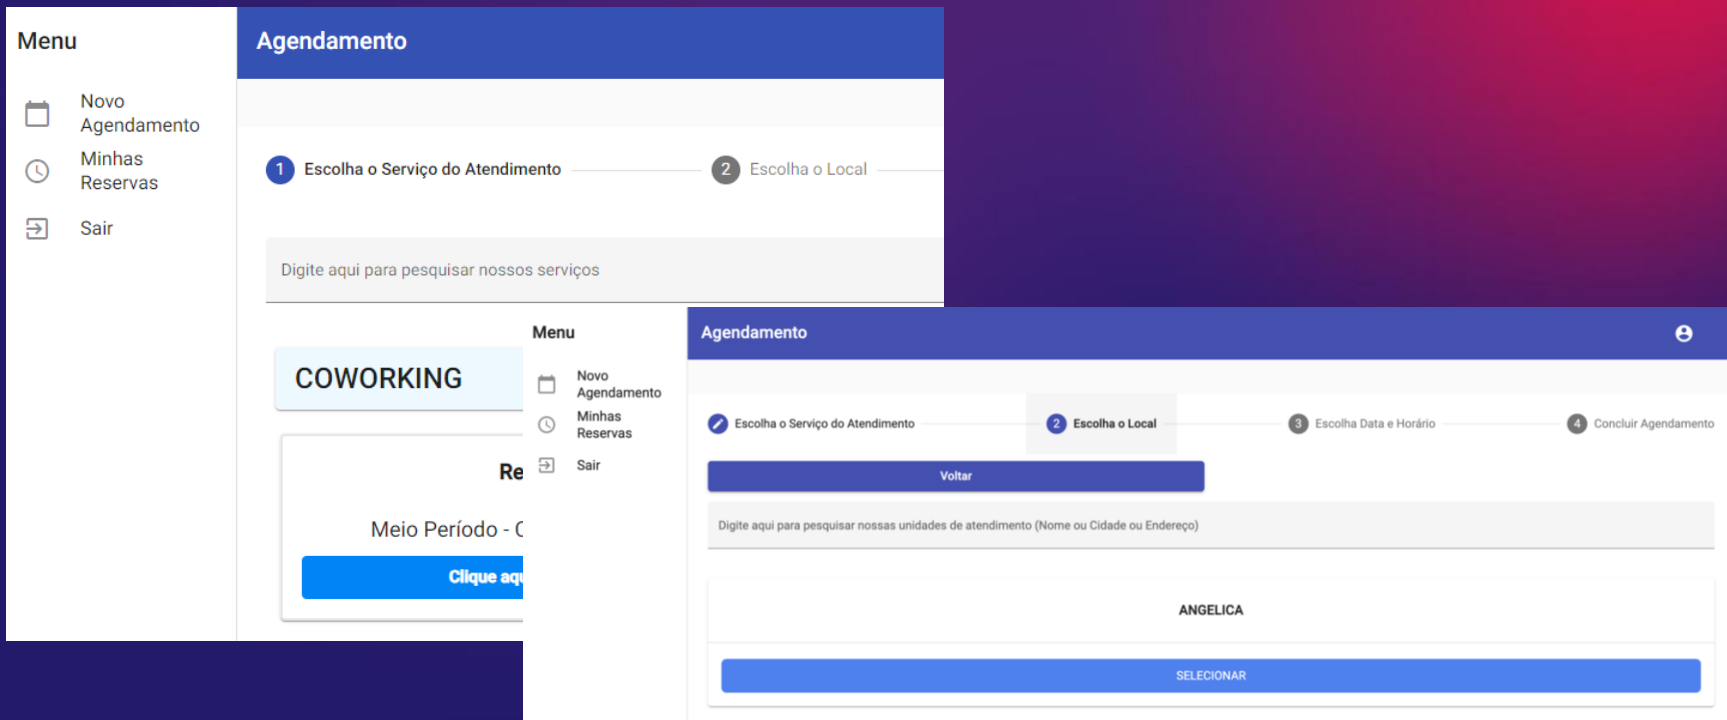 Menu
Novo
Agendamento
Minhas
Reservas
Sair
Agendamento
1 Escolha o Serviço do Atendimento
2 Escolha o Local
Digite aqui para pesquisar nossos serviços
COWORKING
Re
Meio Período -
Clique aqu
Menu
Novo
Agendamento
Minhas
Reservas
Sair
Agendamento
Escolha o Serviço do Atendimento
2 Escolha o Local
3 Escolha Data e Horário
4 Concluir Agendamento
Voltar
Digite aqui para pesquisar nossas unidades de atendimento (Nome ou Cidade ou Endereço)
ANGELICA
SELECIONAR